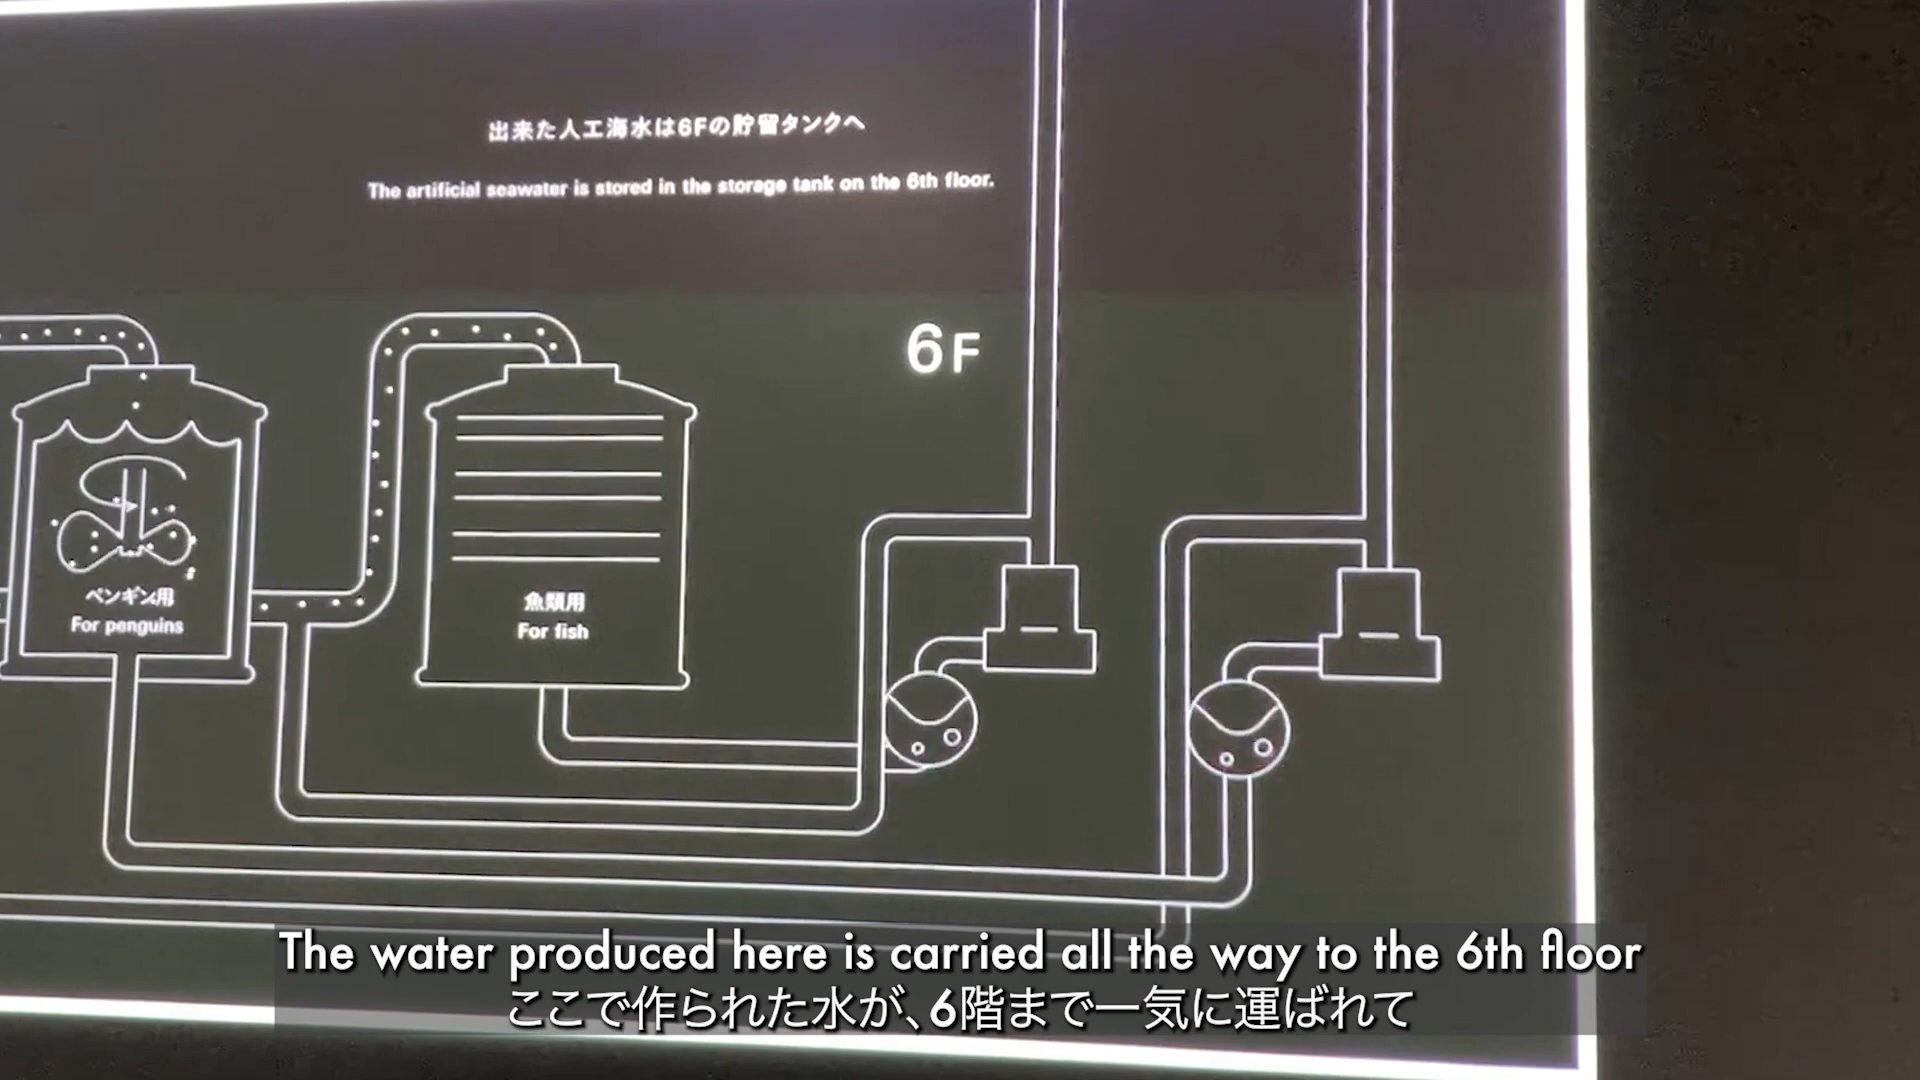 出来た人工海水は6Fの貯留タンクへ
The artificial seawater is stored in the storage tank on the 6th floor.
6F
ペンギン用
For penguins
魚類用
For fish
The water produced here is carried all the way to the 6th floor
ここで作られた水が、6階まで一気に運ばれて